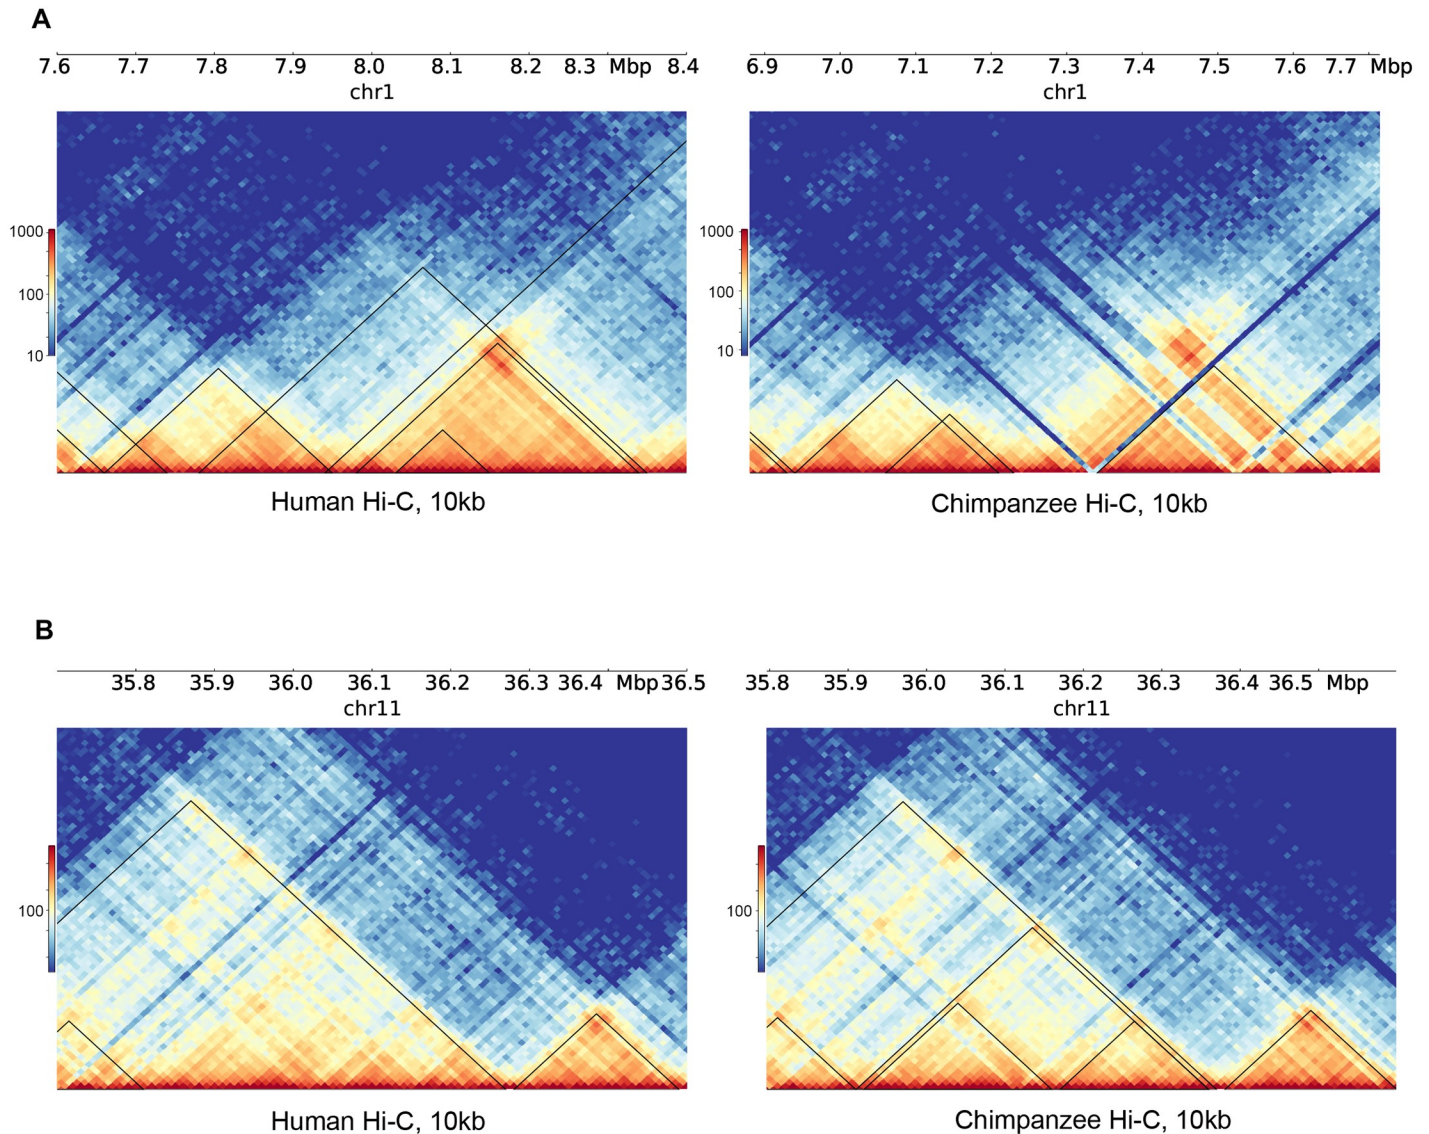 A
7.6 7.7 7.8 7.9 8.0 8.1 8.2 8.3 Mbp 8.4
chr1
6.9 7.0 7.1 7.2 7.3 7.4 7.5 7.6 7.7 Mbp
chr1
1000
100
10
1000
100
10
Human Hi-C, 10kb
Chimpanzee Hi-C, 10kb
B
35.8 35.9 36.0 36.1 36.2 36.3 36.4 Mbp 36.5
chr11
35.8 35.9 36.0 36.1 36.2 36.3 36.4 36.5 Mbp
chr11
100
100
Human Hi-C, 10kb
Chimpanzee Hi-C, 10kb